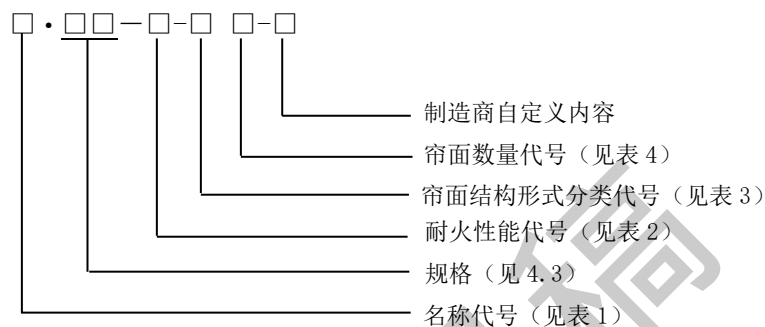 □·□□—□-□ □-□
制造商自定义内容
帘面数量代号（见表 4）
帘面结构形式分类代号（见表 3）
耐火性能代号（见表 2）
规格（见 4.3）
名称代号（见表 1）
稿